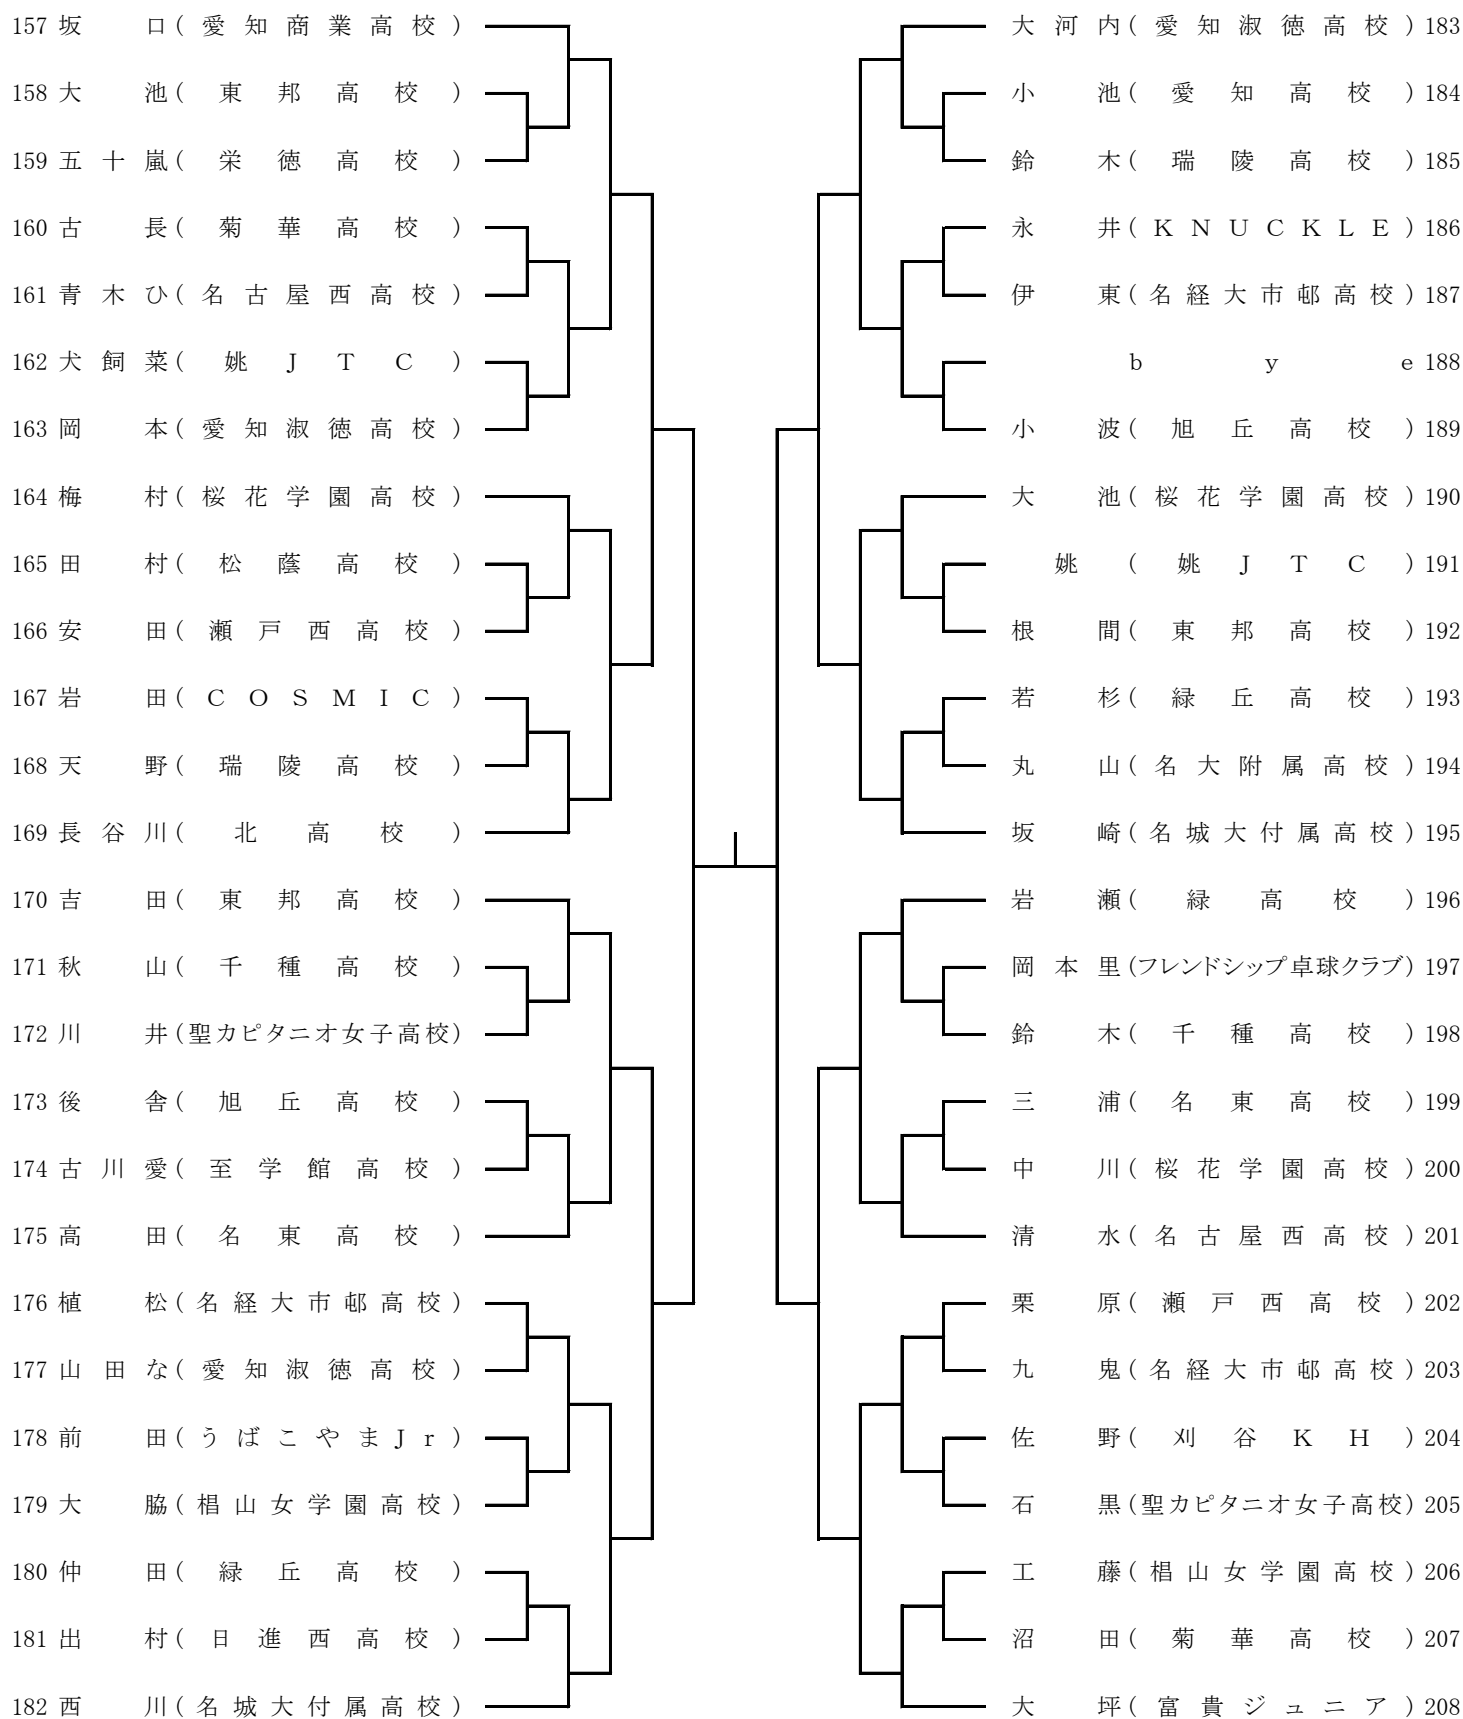 157 坂口(愛知商業高校)
158 大池(東邦高校)
159 五十嵐(栄徳高校)
160 古長(菊華高校)
161 青木ひ(名古屋西高校)
162 犬飼菜(姚JTC)
163 岡本(愛知淑徳高校)
164 梅村(桜花学園高校)
165 田村(松蔭高校)
166 安田(瀬戸西高校)
167 岩田(COSMIC)
168 天野(瑞陵高校)
169 長谷川(北高校)
170 吉田(東邦高校)
171 秋山(千種高校)
172 川井(聖カピタニオ女子高校)
173 後舎(旭丘高校)
174 古川愛(至学館高校)
175 高田(名東高校)
176 植松(名経大市邨高校)
177 山田な(愛知淑徳高校)
178 前田(うばこやまJr)
179 大脇(椙山女学園高校)
180 仲田(緑丘高校)
181 出村(日進西高校)
182 西川(名城大付属高校)
大河内(愛知淑徳高校)183
小池(愛知高校)184
鈴木(瑞陵高校)185
永井(KNUCKLE)186
伊東(名経大市邨高校)187
bye 188
小波(旭丘高校)189
大池(桜花学園高校)190
姚(姚JTC)191
根間(東邦高校)192
若杉(緑丘高校)193
丸山(名大附属高校)194
坂崎(名城大付属高校)195
岩瀬(緑高校)196
岡本里(フレンドシップ卓球クラブ)197
鈴木(千種高校)198
三浦(名東高校)199
中川(桜花学園高校)200
清水(名古屋西高校)201
栗原(瀬戸西高校)202
九鬼(名経大市邨高校)203
佐野(刈谷KH)204
石黒(聖カピタニオ女子高校)205
工藤(椙山女学園高校)206
沼田(菊華高校)207
大坪(富貴ジュニア)208